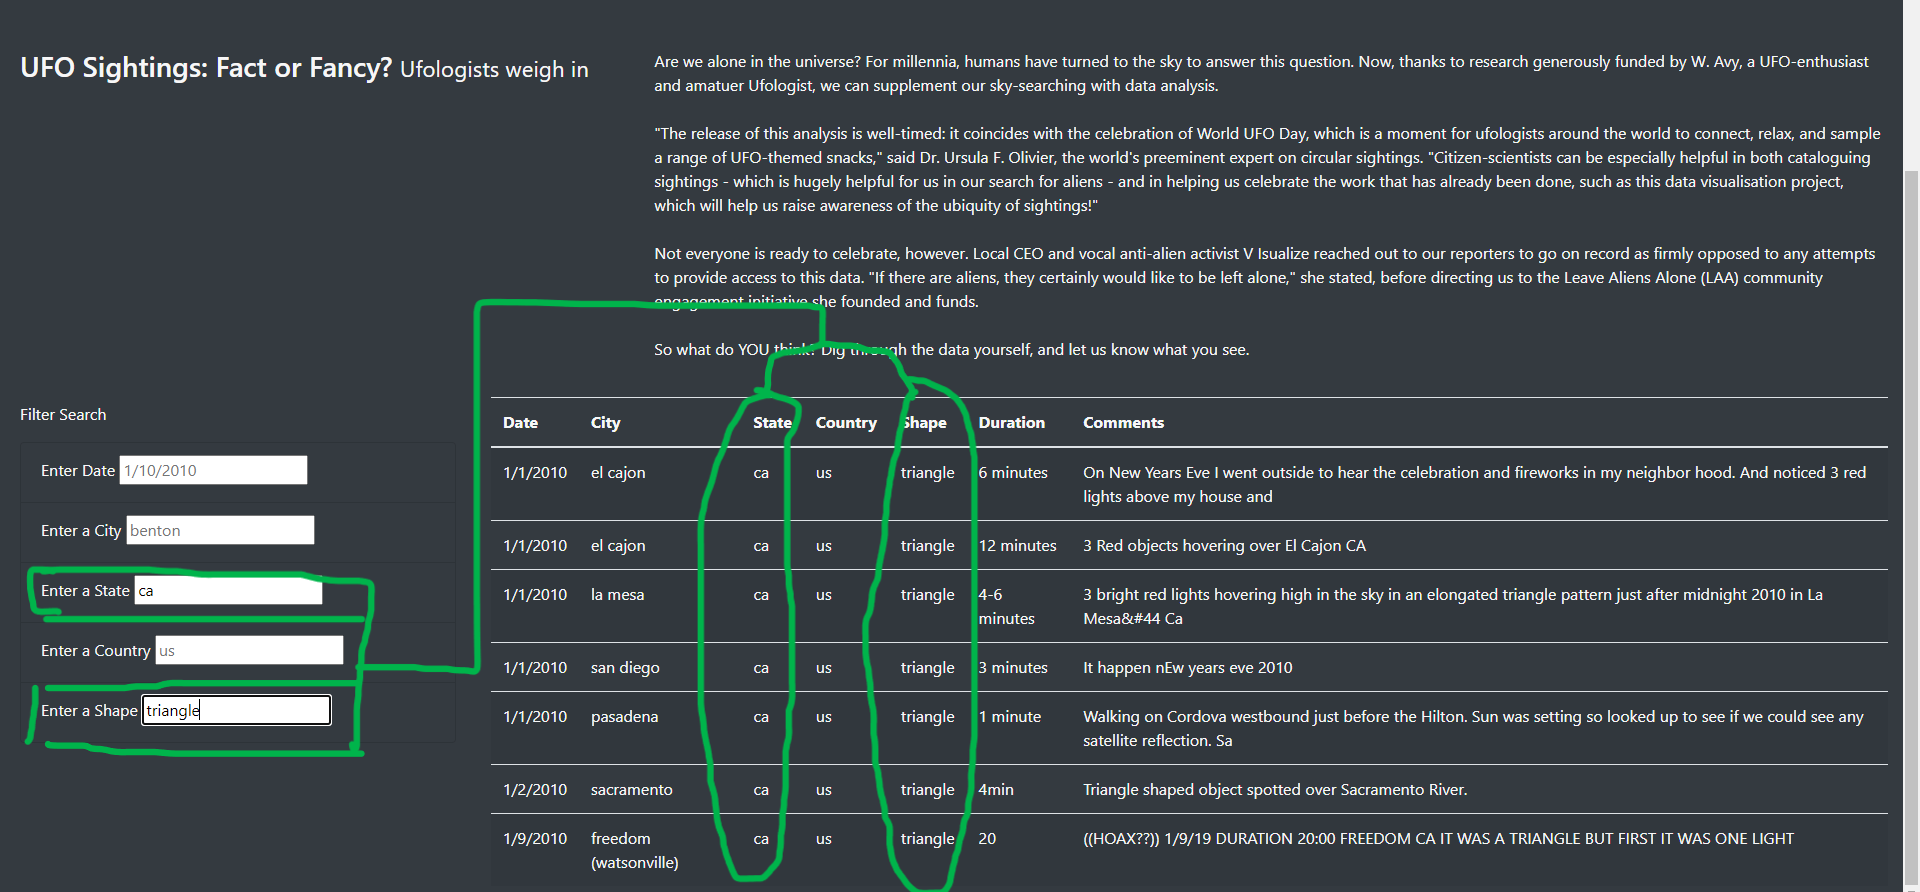 UFO Sightings: Fact or Fancy? Ufologists weigh in
Are we alone in the universe? For millennia, humans have turned to the sky to answer this question. Now, thanks to research generously funded by W. Avy, a UFO-enthusiast
and amatuer Ufologist, we can supplement our sky-searching with data analysis.
"The release of this analysis is well-timed: it coincides with the celebration of World UFO Day, which is a moment for ufologists around the world to connect, relax, and sample
a range of UFO-themed snacks," said Dr. Ursula F. Olivier, the world's preeminent expert on circular sightings. "Citizen-scientists can be especially helpful in both cataloguing
sightings - which is hugely helpful for us in our search for aliens - and in helping us celebrate the work that has already been done, such as this data visualisation project,
which will help us raise awareness of the ubiquity of sightings!"
Not everyone is ready to celebrate, however. Local CEO and vocal anti-alien activist V Isualize reached out to our reporters to go on record as firmly opposed to any attempts
to provide access to this data. "If there are aliens, they certainly would like to be left alone," she stated, before directing us to the Leave Aliens Alone (LAA) community
engagement initiative she founded and funds.
So what do YOU think? Dig through the data yourself, and let us know what you see.
Filter Search
Enter Date 1/10/2010
Enter a City benton
Enter a State ca
Enter a Country us
Enter a Shape triangle
Date City State Country Shape Duration Comments
1/1/2010 el cajon ca us triangle 6 minutes On New Years Eve I went outside to hear the celebration and fireworks in my neighbor hood. And noticed 3 red
lights above my house and
1/1/2010 el cajon ca us triangle 12 minutes 3 Red objects hovering over El Cajon CA
1/1/2010 la mesa ca us triangle 4-6 3 bright red lights hovering high in the sky in an elongated triangle pattern just after midnight 2010 in La
minutes Mesa&#44 Ca
1/1/2010 san diego ca us triangle 3 minutes It happen nEw years eve 2010
1/1/2010 pasadena ca us triangle 1 minute Walking on Cordova westbound just before the Hilton. Sun was setting so looked up to see if we could see any
satellite reflection. Sa
1/2/2010 sacramento ca us triangle 4min Triangle shaped object spotted over Sacramento River.
1/9/2010 freedom ca us triangle 20 ((HOAX??)) 1/9/19 DURATION 20:00 FREEDOM CA IT WAS A TRIANGLE BUT FIRST IT WAS ONE LIGHT
(watsonville)